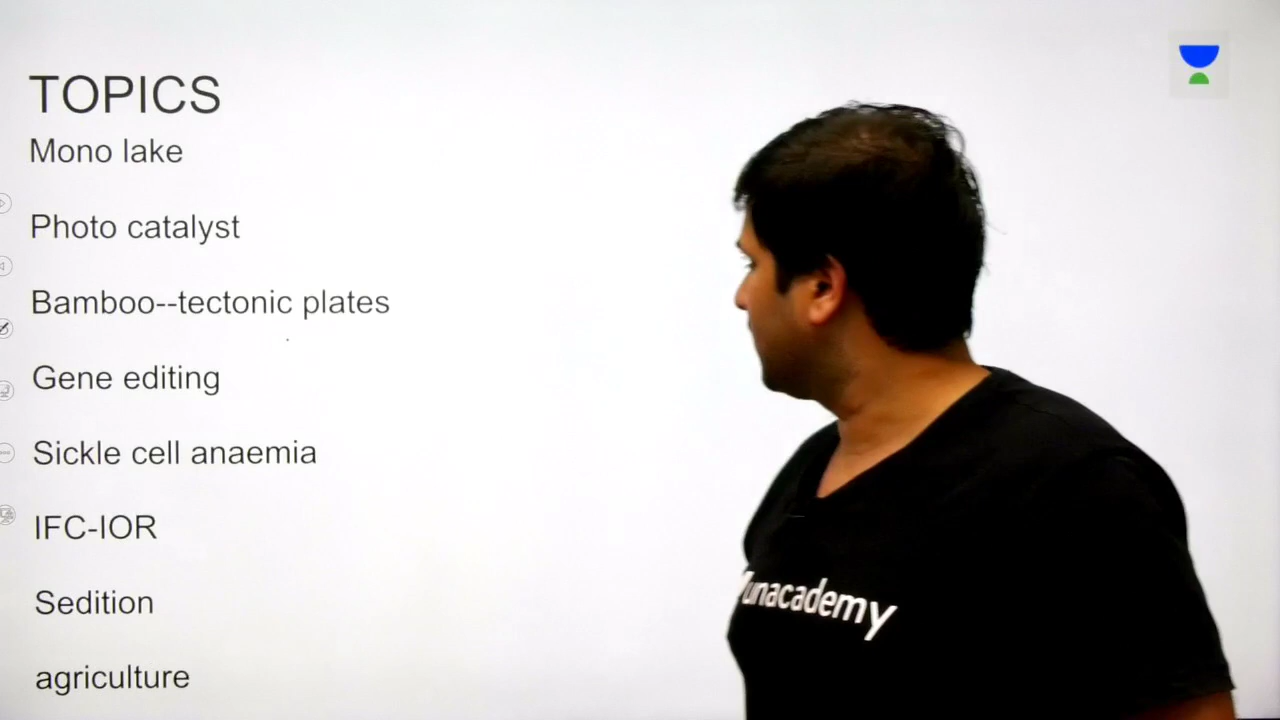 TOPICS
Mono lake
Photo catalyst
Bamboo--tectonic plates
Gene editing
Sickle cell anaemia
IFC-IOR
Sedition
agriculture
unacademy